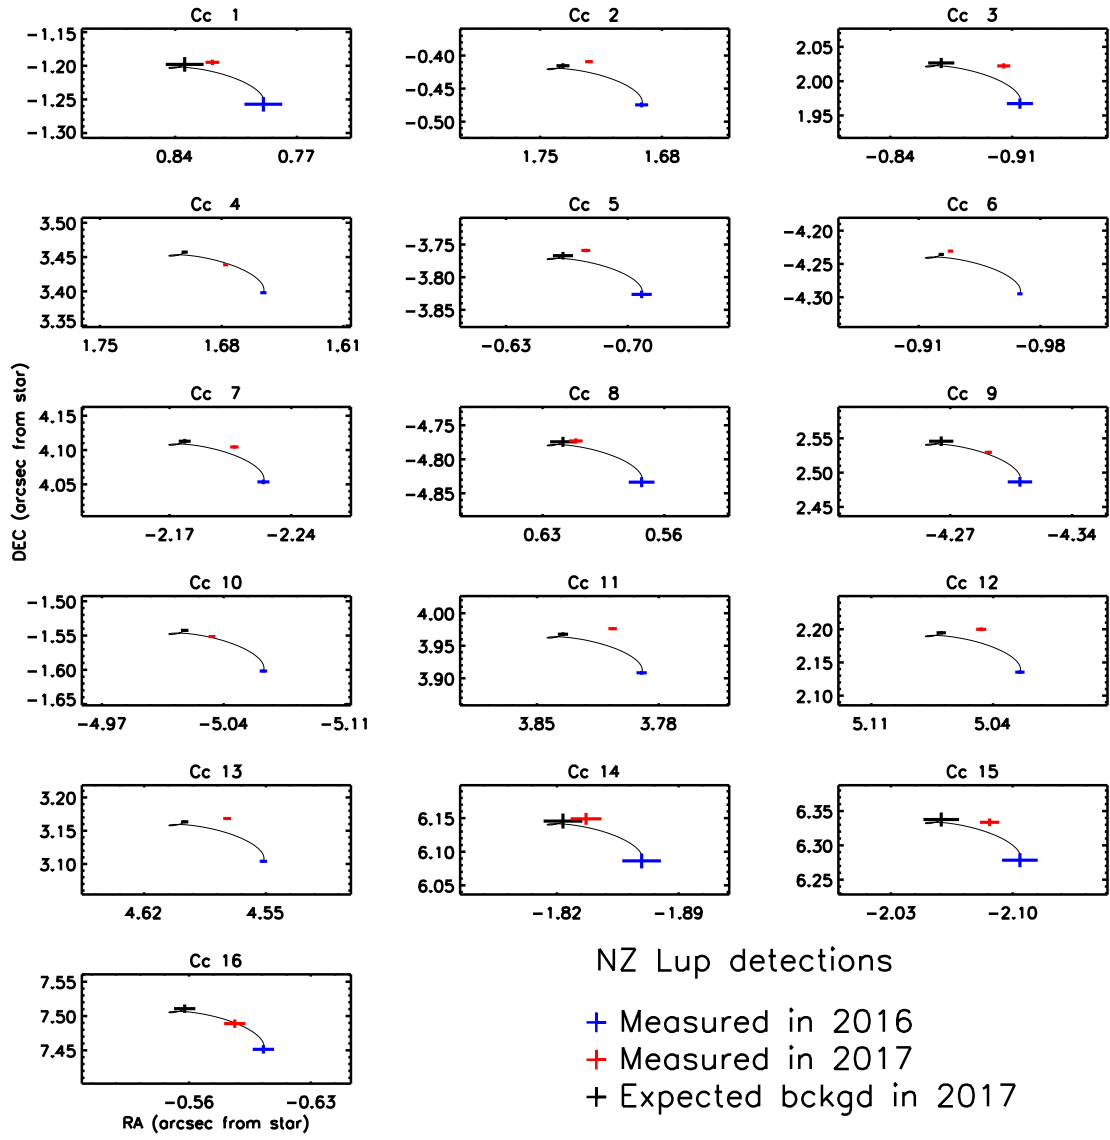 Cc 1
Cc 2
Cc 3
-1.15
-1.20
-1.25
-1.30
0.84 0.77
-0.40
-0.45
-0.50
1.75 1.68
2.05
2.00
1.95
-0.84 -0.91
Cc 4
Cc 5
Cc 6
3.50
3.45
3.40
3.35
1.75 1.68 1.61
-3.75
-3.80
-3.85
-0.63 -0.70
-4.20
-4.25
-4.30
-0.91 -0.98
Cc 7
Cc 8
Cc 9
4.15
4.10
4.05
-2.17 -2.24
-4.75
-4.80
-4.85
0.63 0.56
2.55
2.50
2.45
-4.27 -4.34
DEC (arcsec from star)
Cc 10
Cc 11
Cc 12
-1.50
-1.55
-1.60
-1.65
-4.97 -5.04 -5.11
4.00
3.95
3.90
3.85 3.78
2.20
2.15
2.10
5.11 5.04
Cc 13
Cc 14
Cc 15
3.20
3.15
3.10
4.62 4.55
6.15
6.10
6.05
-1.82 -1.89
6.35
6.30
6.25
-2.03 -2.10
Cc 16
7.55
7.50
7.45
-0.56 -0.63
RA (arcsec from star)
NZ Lup detections
Measured in 2016
Measured in 2017
Expected bckgd in 2017